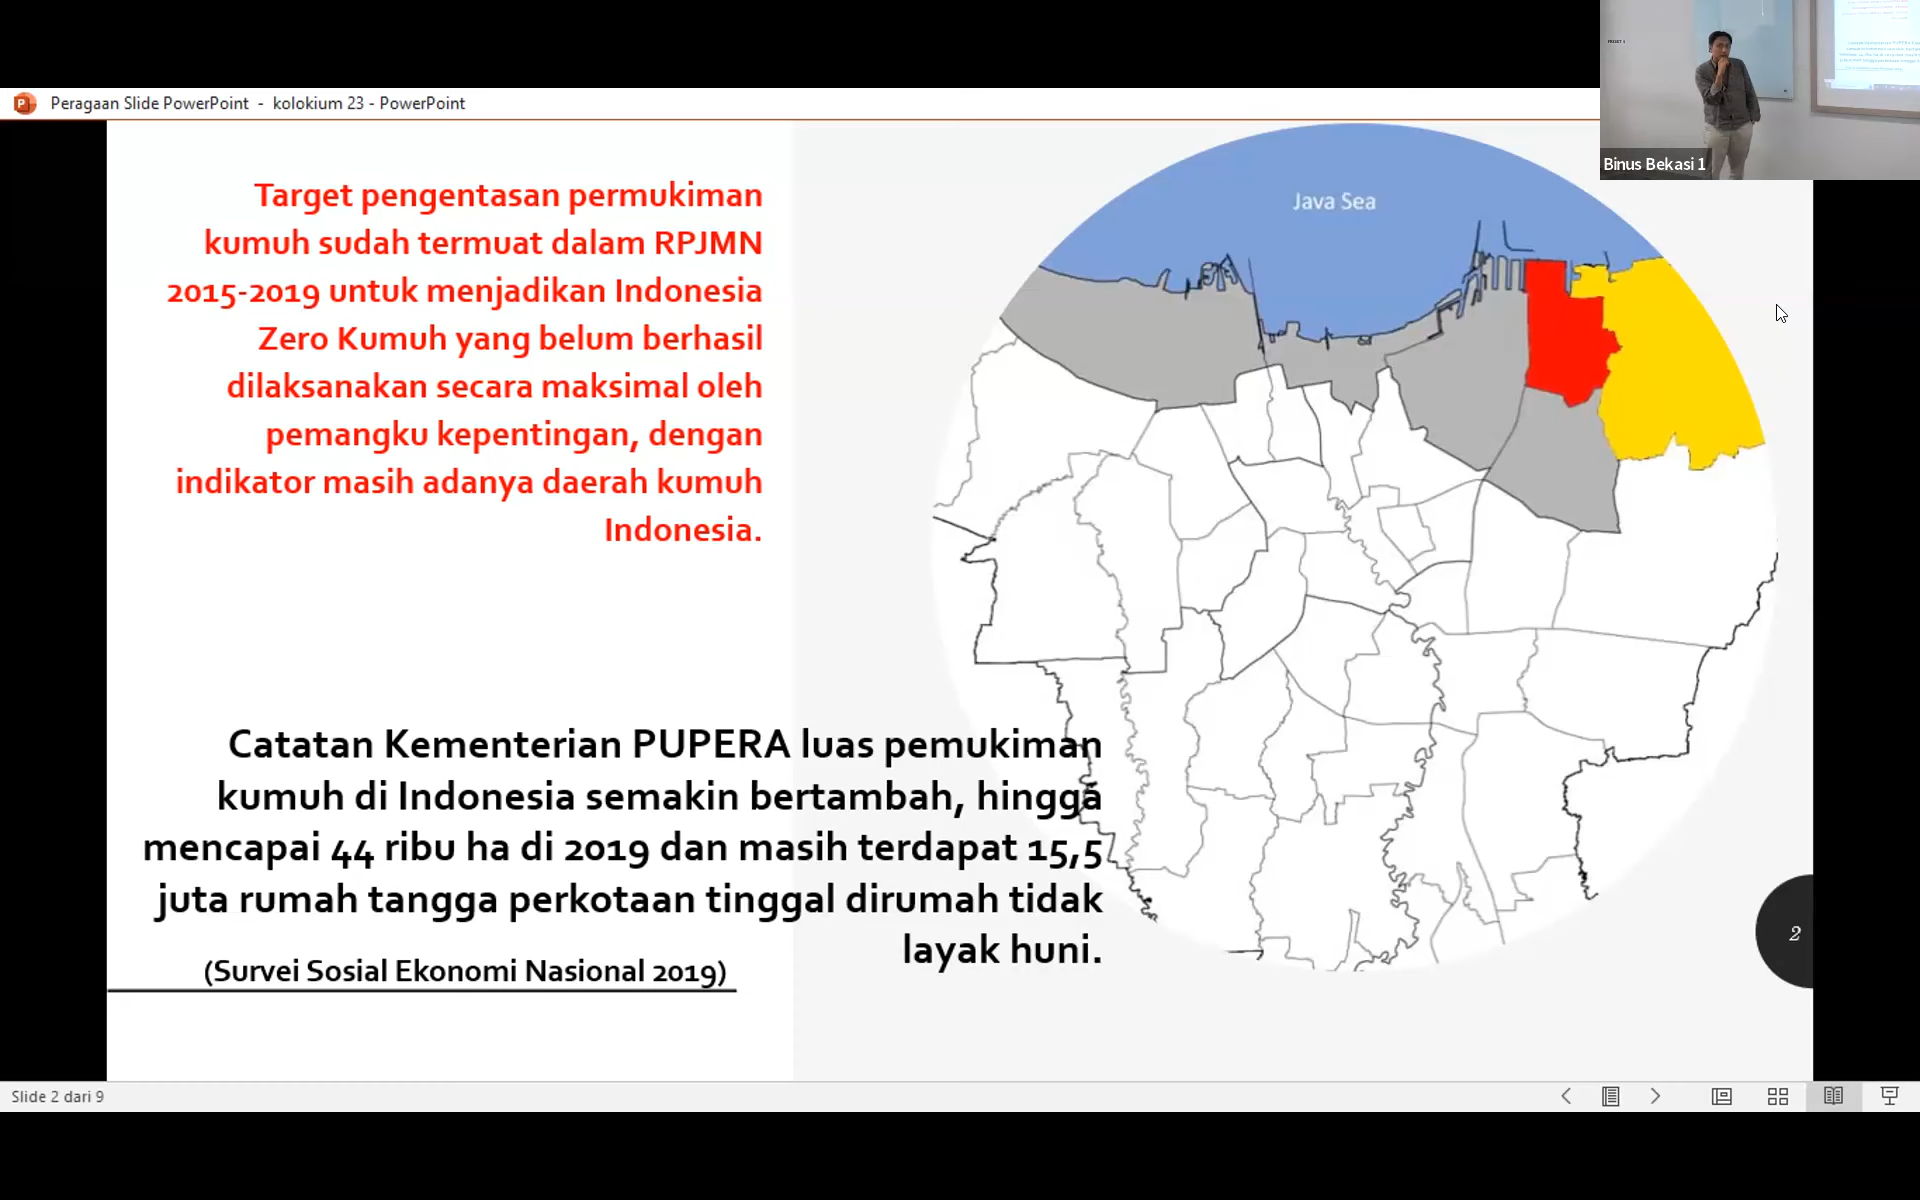 Peragaan Slide PowerPoint - kolokium 23 - PowerPoint
Binus Bekasi 1
Target pengentasan permukiman
kumuh sudah termuat dalam RPJMN
2015-2019 untuk menjadikan Indonesia
Zero Kumuh yang belum berhasil
dilaksanakan secara maksimal oleh
pemangku kepentingan, dengan
indikator masih adanya daerah kumuh
Indonesia.
Java Sea
Catatan Kementerian PUPERA luas pemukiman
kumuh di Indonesia semakin bertambah, hingga
mencapai 44 ribu ha di 2019 dan masih terdapat 15,5
juta rumah tangga perkotaan tinggal dirumah tidak
layak huni.
(Survei Sosial Ekonomi Nasional 2019)
2
Slide 2 dari 9